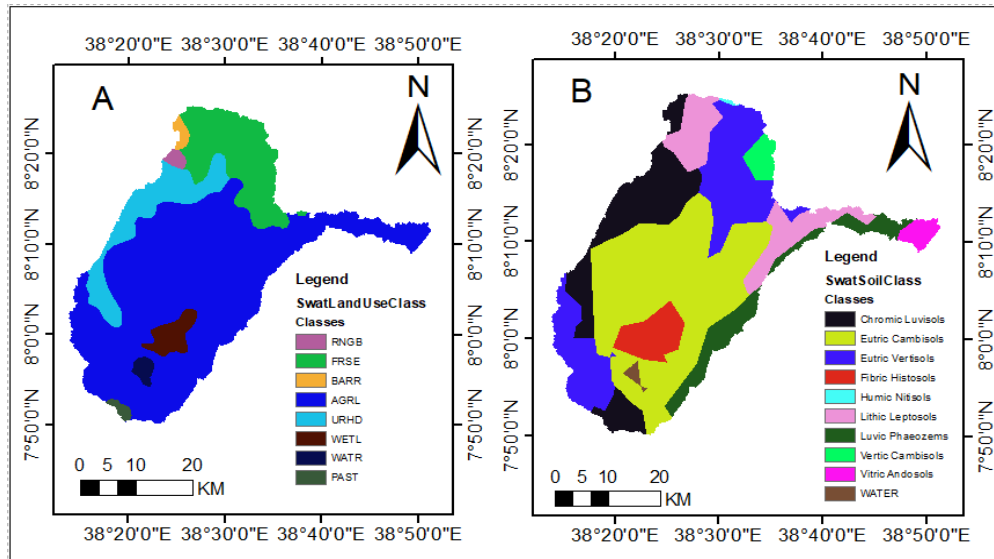 38°20'0"E 38°30'0"E 38°40'0"E 38°50'0"E
A
N
8°20'0"N
8°10'0"N
8°0'0"N
7°50'0"N
Legend
SwatLandUseClass
Classes
RNGB
FRSE
BARR
AGRL
URHD
WETL
WATR
PAST
0 5 10 20
KM
38°20'0"E 38°30'0"E 38°40'0"E 38°50'0"E
38°20'0"E 38°30'0"E 38°40'0"E 38°50'0"E
B
N
8°20'0"N
8°10'0"N
8°0'0"N
7°50'0"N
8°20'0"N
8°10'0"N
8°0'0"N
7°50'0"N
Legend
SwatSoilClass
Classes
Chromic Luvisols
Eutric Cambisols
Eutric Vertisols
Fibric Histosols
Humic Nitisols
Lithic Leptosols
Luvic Phaeozems
Vertic Cambisols
Vitric Andosols
WATER
0 5 10 20
KM
38°20'0"E 38°30'0"E 38°40'0"E 38°50'0"E
8°20'0"N
8°10'0"N
8°0'0"N
7°50'0"N